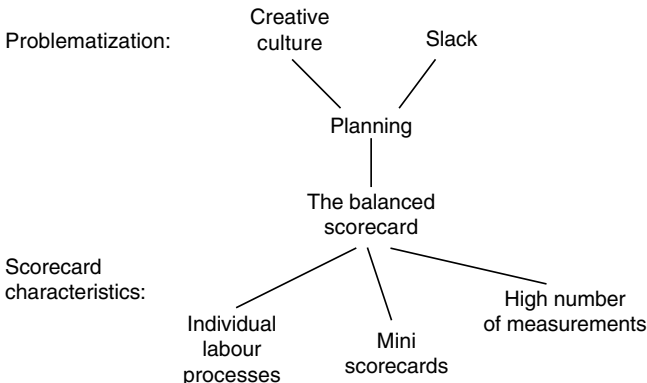 Problematization:
Creative
culture
Slack
Planning
The balanced
scorecard
Scorecard
characteristics:
Individual
labour
processes
Mini
scorecards
High number
of measurements